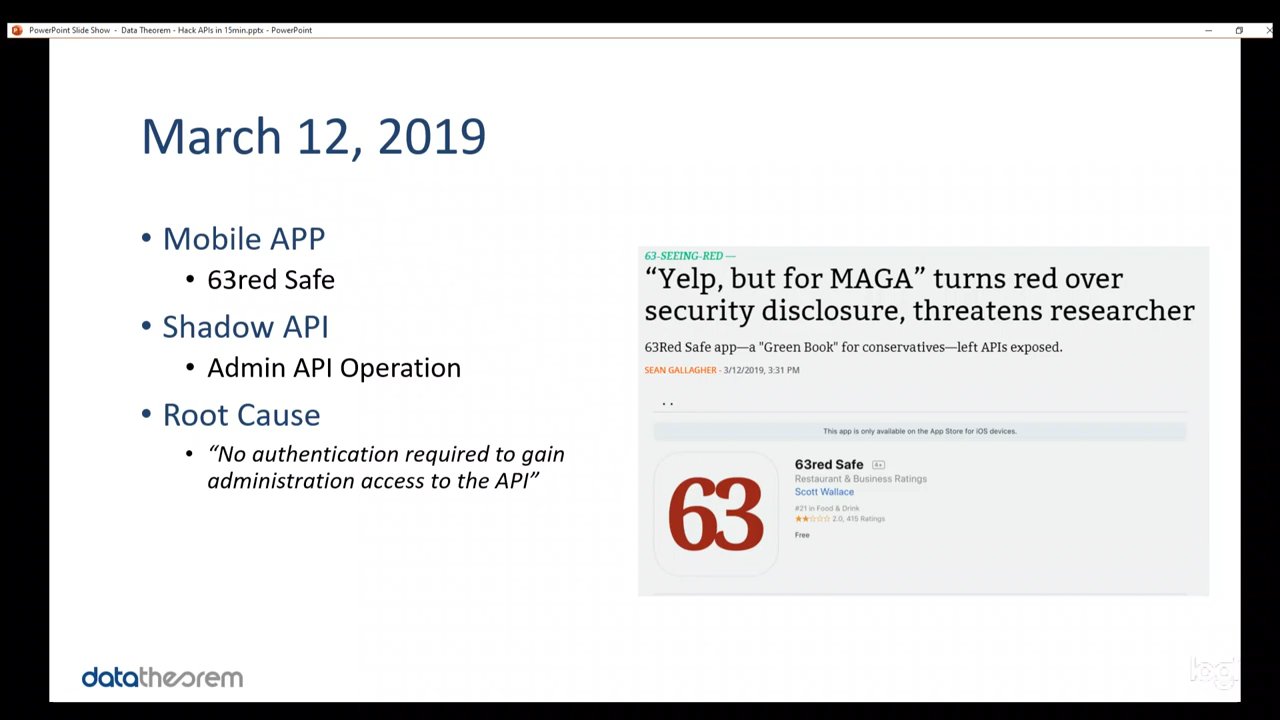 PowerPoint Slide Show - Data Theorem - Hack APIs in 15min.pptx - PowerPoint
March 12, 2019
• Mobile APP
• 63red Safe
• Shadow API
• Admin API Operation
• Root Cause
• “No authentication required to gain
administration access to the API”
63-SEEING-RED —
“Yelp, but for MAGA” turns red over
security disclosure, threatens researcher
63Red Safe app—a "Green Book" for conservatives—left APIs exposed.
SEAN GALLAGHER - 3/12/2019, 3:31 PM
. .
This app is only available on the App Store for iOS devices.
63
63red Safe 4+
Restaurant & Business Ratings
Scott Wallace
#21 in Food & Drink
★★☆☆☆ 2.0, 415 Ratings
Free
datatheorem